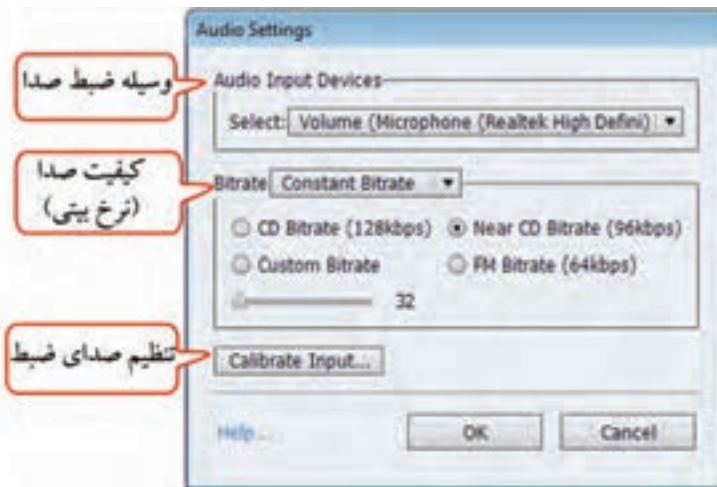 Audio Settings
وسیله ضبط صدا
Audio Input Devices
Select: Volume (Microphone (Realtek High Defini)
کیفیت صدا
(نرخ بیتی)
Bitrate Constant Bitrate
CD Bitrate (128kbps) Near CD Bitrate (96kbps)
Custom Bitrate FM Bitrate (64kbps)
32
تنظیم صدای ضبط
Calibrate Input...
Help... OK Cancel